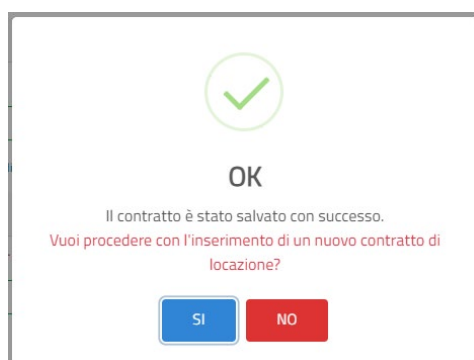 OK
Il contratto è stato salvato con successo.
Vuoi procedere con l'inserimento di un nuovo contratto di
locazione?
SI
NO